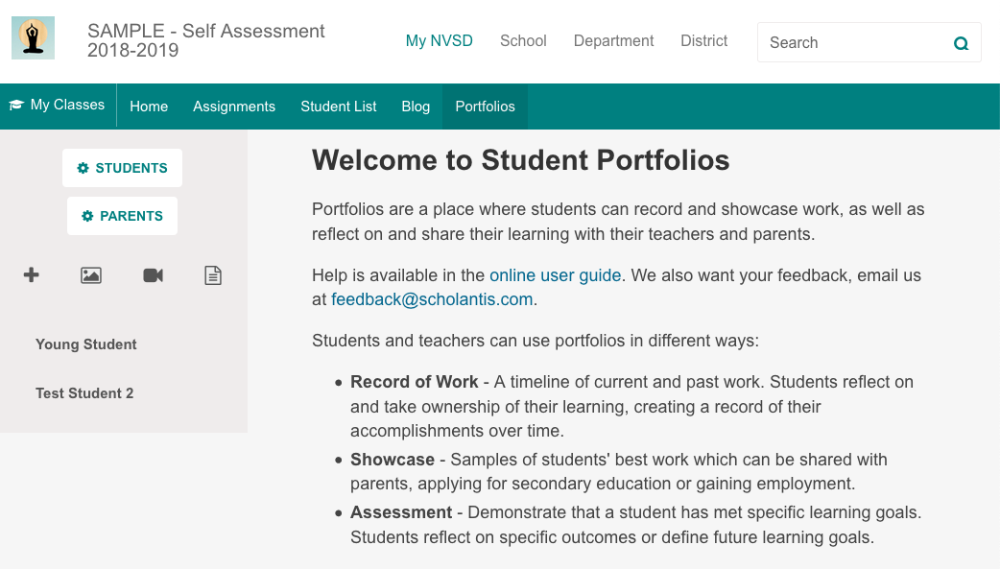 SAMPLE - Self Assessment
2018-2019
My NVSD School Department District Search
My Classes Home Assignments Student List Blog Portfolios
STUDENTS
PARENTS
Young Student
Test Student 2
Welcome to Student Portfolios
Portfolios are a place where students can record and showcase work, as well as
reflect on and share their learning with their teachers and parents.
Help is available in the online user guide. We also want your feedback, email us
at feedback@scholantis.com.
Students and teachers can use portfolios in different ways:
• Record of Work - A timeline of current and past work. Students reflect on
and take ownership of their learning, creating a record of their
accomplishments over time.
• Showcase - Samples of students' best work which can be shared with
parents, applying for secondary education or gaining employment.
• Assessment - Demonstrate that a student has met specific learning goals.
Students reflect on specific outcomes or define future learning goals.